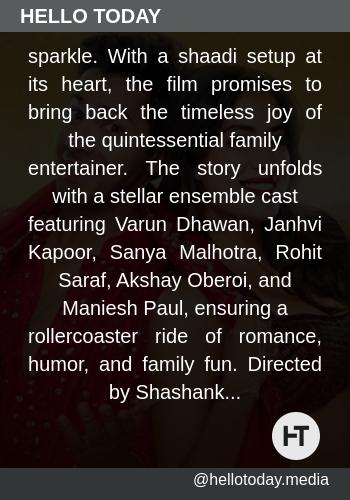 HELLO TODAY
sparkle. With a shaadi setup at
its heart, the film promises to
bring back the timeless joy of
the quintessential family
entertainer. The story unfolds
with a stellar ensemble cast
featuring Varun Dhawan, Janhvi
Kapoor, Sanya Malhotra, Rohit
Saraf, Akshay Oberoi, and
Maniesh Paul, ensuring a
rollercoaster ride of romance,
humor, and family fun. Directed
by Shashank...
HT
@hellotoday.media